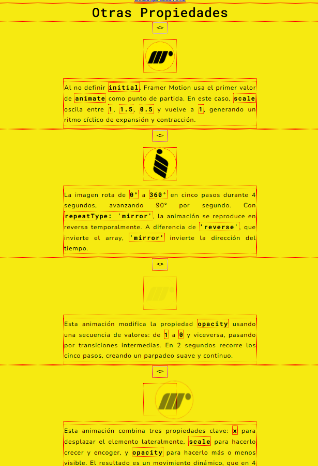 Otras Propiedades
<>
Al no definir initial, Framer Motion usa el primer valor
de animate como punto de partida. En este caso, scale
oscila entre 1, 1.5, 0.5 y vuelve a 1, generando un
ritmo cíclico de expansión y contracción.
<>
La imagen rota de 0° a 360° en cinco pasos durante 4
segundos, avanzando 90° por segundo. Con
repeatType: 'mirror', la animación se reproduce en
reversa temporalmente. A diferencia de 'reverse', que
invierte el array, 'mirror' invierte la dirección del
tiempo.
<>
Esta animación modifica la propiedad opacity usando
una secuencia de valores: de 1 a 0 y viceversa, pasando
por transiciones intermedias. En 2 segundos recorre los
cinco pasos, creando un parpadeo suave y continuo.
<>
Esta animación combina tres propiedades clave: x para
desplazar el elemento lateralmente, scale para hacerlo
crecer y encoger, y opacity para hacerlo más o menos
visible. El resultado es un movimiento dinámico, que en 4